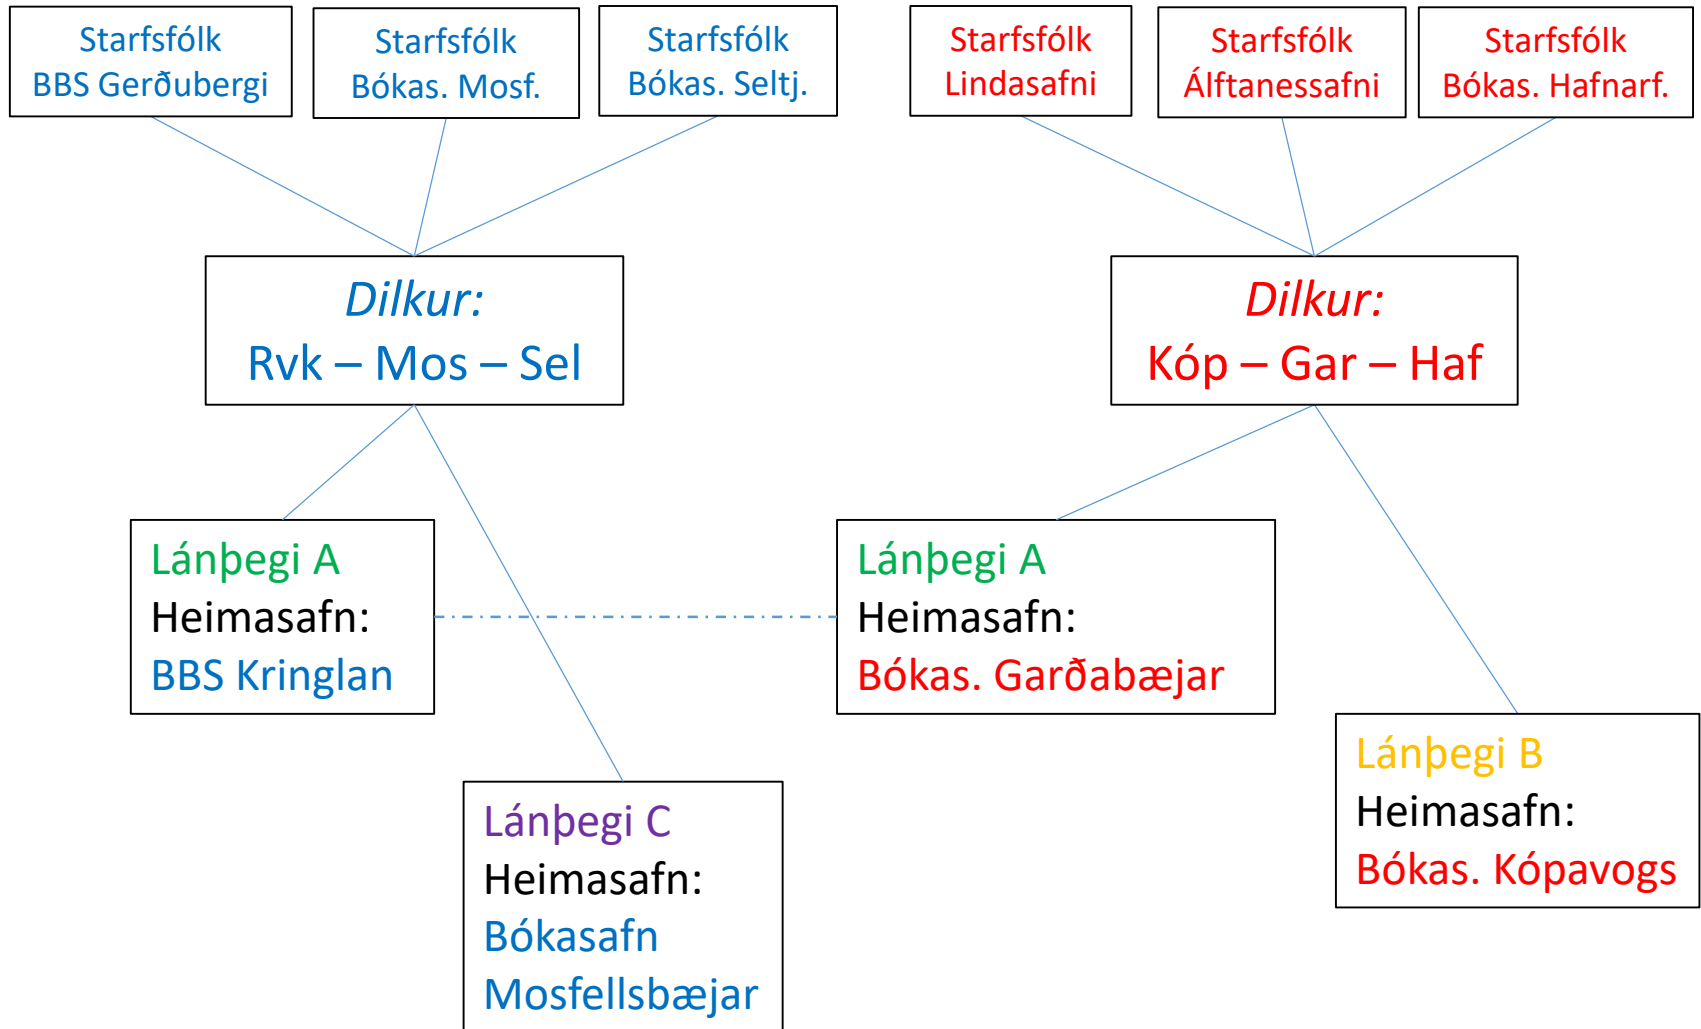 Starfsfólk
BBS Gerðubergi
Starfsfólk
Bókas. Mosf.
Starfsfólk
Bókas. Seltj.
Starfsfólk
Lindasafni
Starfsfólk
Álftanessafni
Starfsfólk
Bókas. Hafnarf.
Dilkur:
Rvk – Mos – Sel
Dilkur:
Kóp – Gar – Haf
Lánþegi A
Heimasafn:
BBS Kringlan
Lánþegi A
Heimasafn:
Bókas. Garðabæjar
Lánþegi C
Heimasafn:
Bókasafn
Mosfellsbæjar
Lánþegi B
Heimasafn:
Bókas. Kópavogs